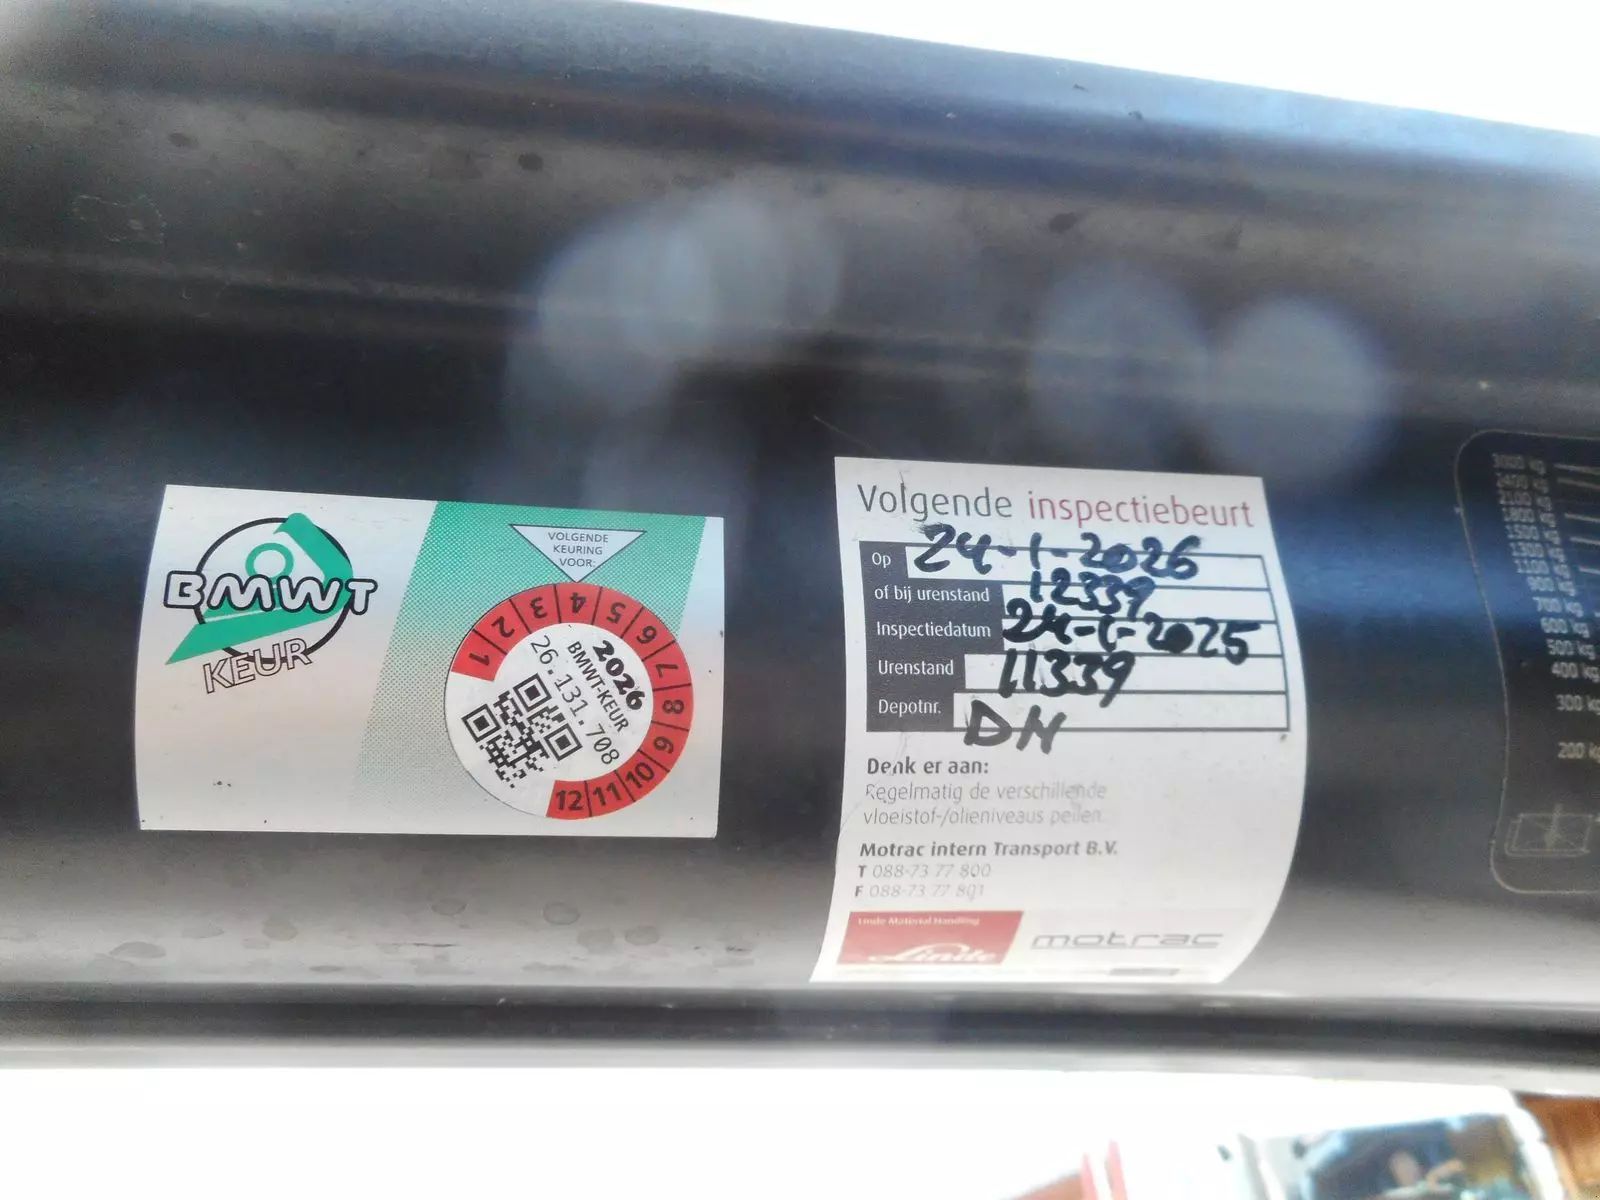 BMWT
KEUR
VOLGENDE
KEURING
VOOR:
1 2 3 4 5 6 7 8 9 10 11 12
2026
BMWT-KEUR
26.131.708
Volgende inspectiebeurt
Op 24-1-2026
of bij urenstand 12339
Inspectiedatum 24-1-2025
Urenstand 11339
Depotnr. DN
Denk er aan:
Regelmatig de verschillende
vloeistof-/olieniveaus peilen.
Motrac intern Transport B.V.
T 088-73 77 800
F 088-73 77 801
Linde Material Handling
Linde
motrac
700 kg
600 kg
500 kg
400 kg
300 kg
200 kg